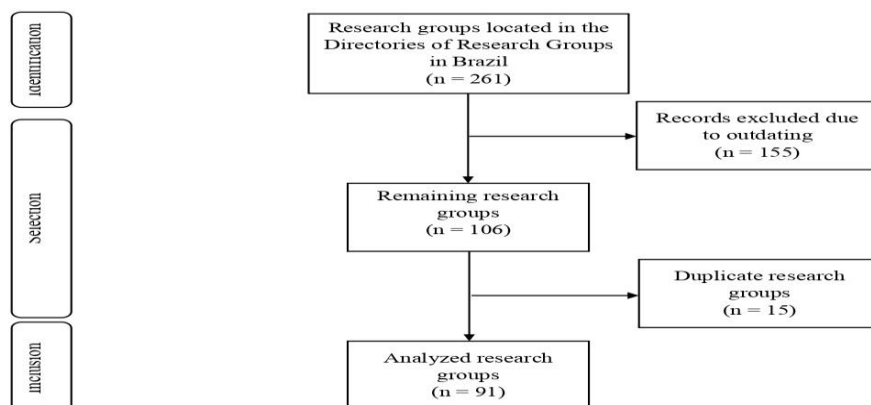 Identification
Research groups located in the
Directories of Research Groups
in Brazil
(n = 261)
Records excluded due
to outdating
(n = 155)
Selection
Remaining research
groups
(n = 106)
Duplicate research
groups
(n = 15)
Inclusion
Analyzed research
groups
(n = 91)